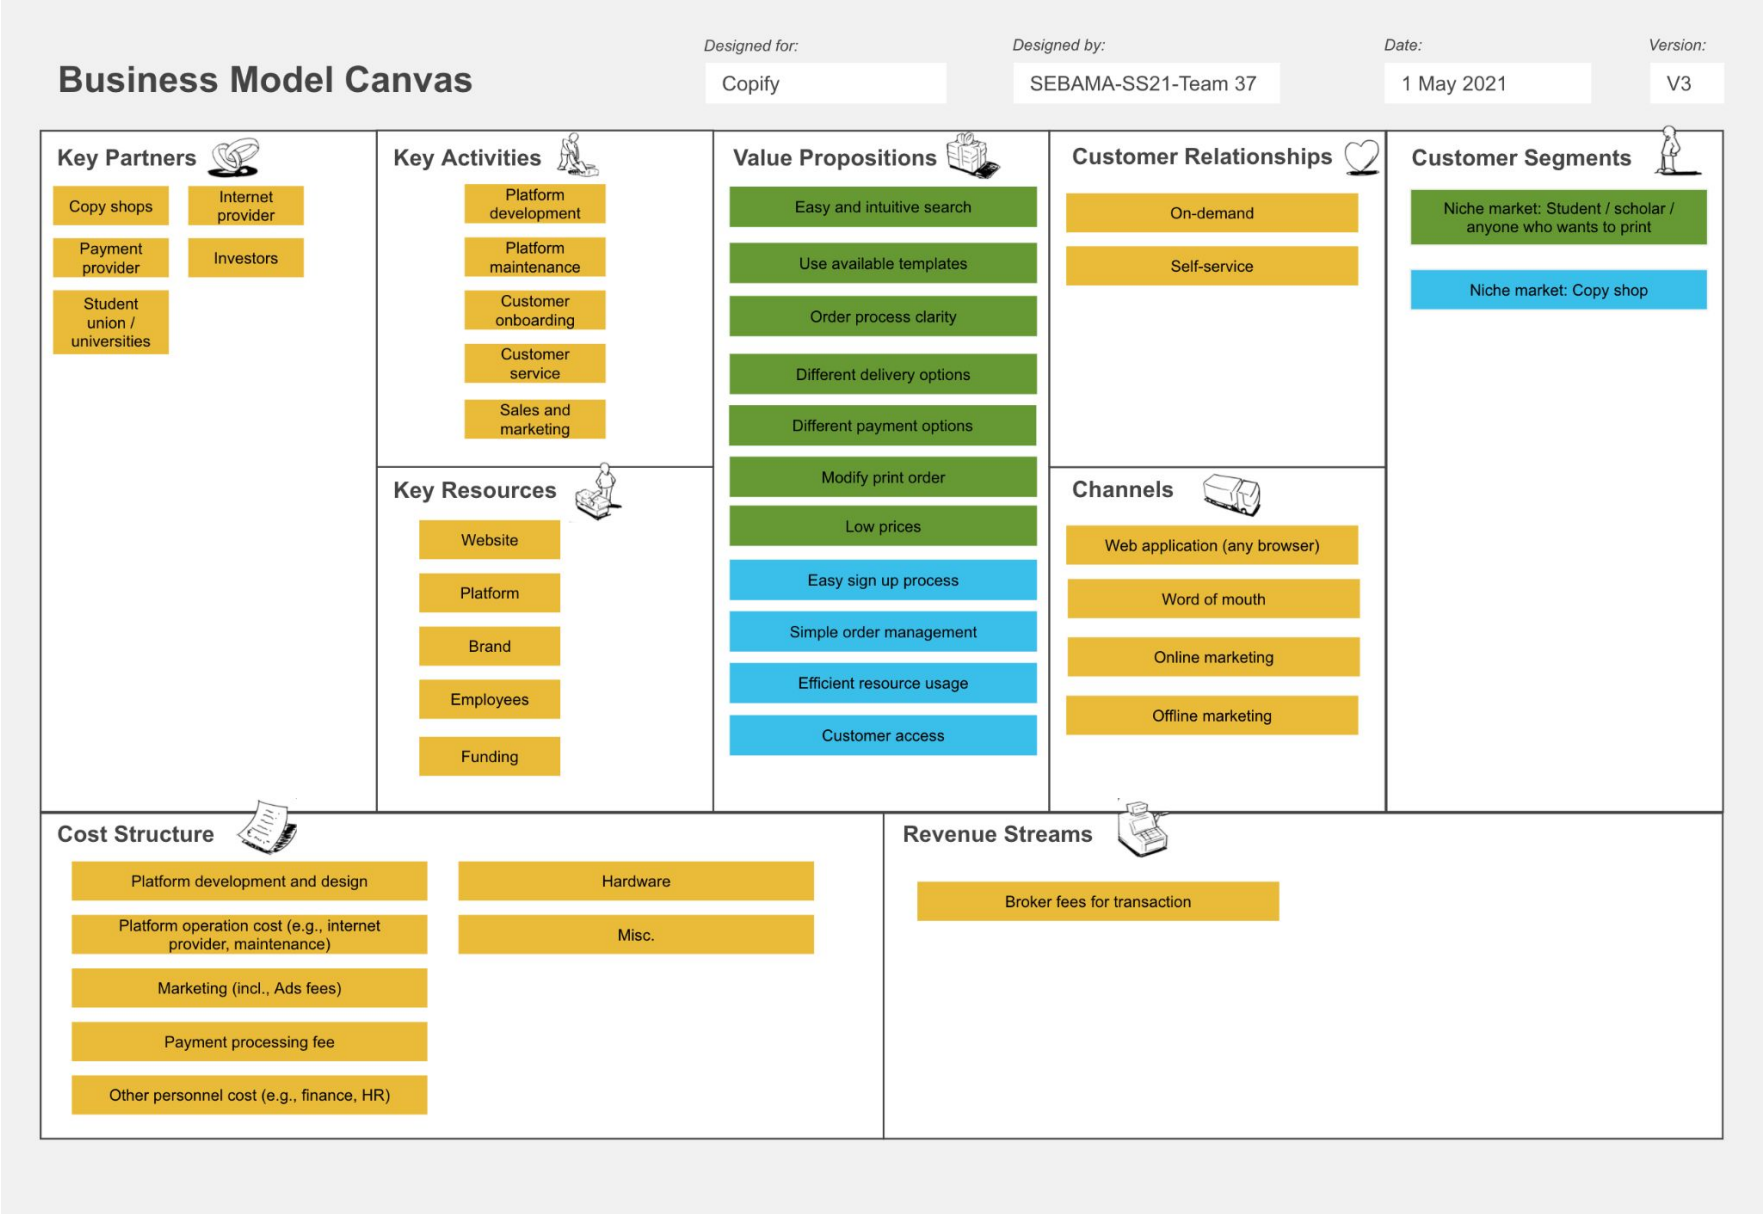 Business Model Canvas
Designed for:
Copify
Designed by:
SEBAMA-SS21-Team 37
Date:
1 May 2021
Version:
V3
Key Partners
Copy shops
Internet
provider
Payment
provider
Investors
Student
union /
universities
Key Activities
Platform
development
Platform
maintenance
Customer
onboarding
Customer
service
Sales and
marketing
Key Resources
Website
Platform
Brand
Employees
Funding
Value Propositions
Easy and intuitive search
Use available templates
Order process clarity
Different delivery options
Different payment options
Modify print order
Low prices
Easy sign up process
Simple order management
Efficient resource usage
Customer access
Customer Relationships
On-demand
Self-service
Channels
Web application (any browser)
Word of mouth
Online marketing
Offline marketing
Customer Segments
Niche market: Student / scholar /
anyone who wants to print
Niche market: Copy shop
Cost Structure
Platform development and design
Platform operation cost (e.g., internet
provider, maintenance)
Marketing (incl., Ads fees)
Payment processing fee
Other personnel cost (e.g., finance, HR)
Hardware
Misc.
Revenue Streams
Broker fees for transaction